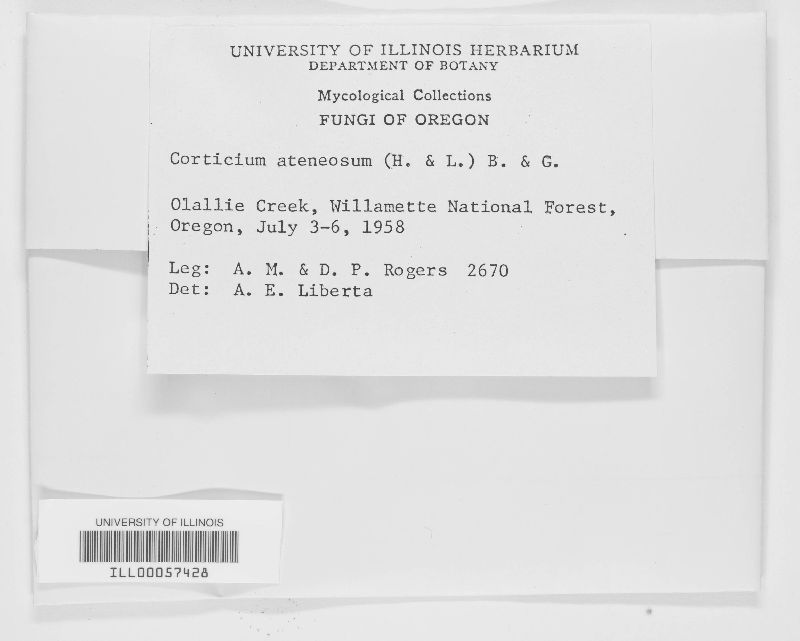 UNIVERSITY OF ILLINOIS HERBARIUM
DEPARTMENT OF BOTANY
Mycological Collections
FUNGI OF OREGON
Corticium ateneosum (H. & L.) B. & G.
Olallie Creek, Willamette National Forest,
Oregon, July 3-6, 1958
Leg: A. M. & D. P. Rogers 2670
Det: A. E. Liberta
UNIVERSITY OF ILLINOIS
ILL00057428